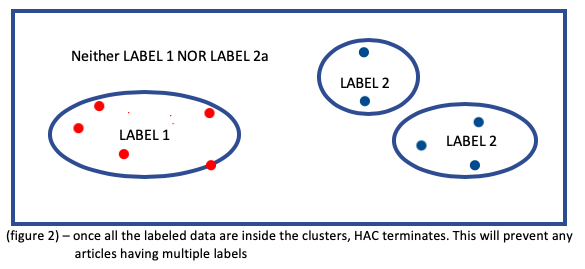 Neither LABEL 1 NOR LABEL 2a
LABEL 2
LABEL 1
LABEL 2
(figure 2) – once all the labeled data are inside the clusters, HAC terminates. This will prevent any
articles having multiple labels